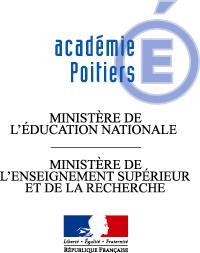 académie
Poitiers
É
MINISTÈRE DE
L'ÉDUCATION NATIONALE
MINISTÈRE DE
L'ENSEIGNEMENT SUPÉRIEUR
ET DE LA RECHERCHE
Liberté • Égalité • Fraternité
RÉPUBLIQUE FRANÇAISE